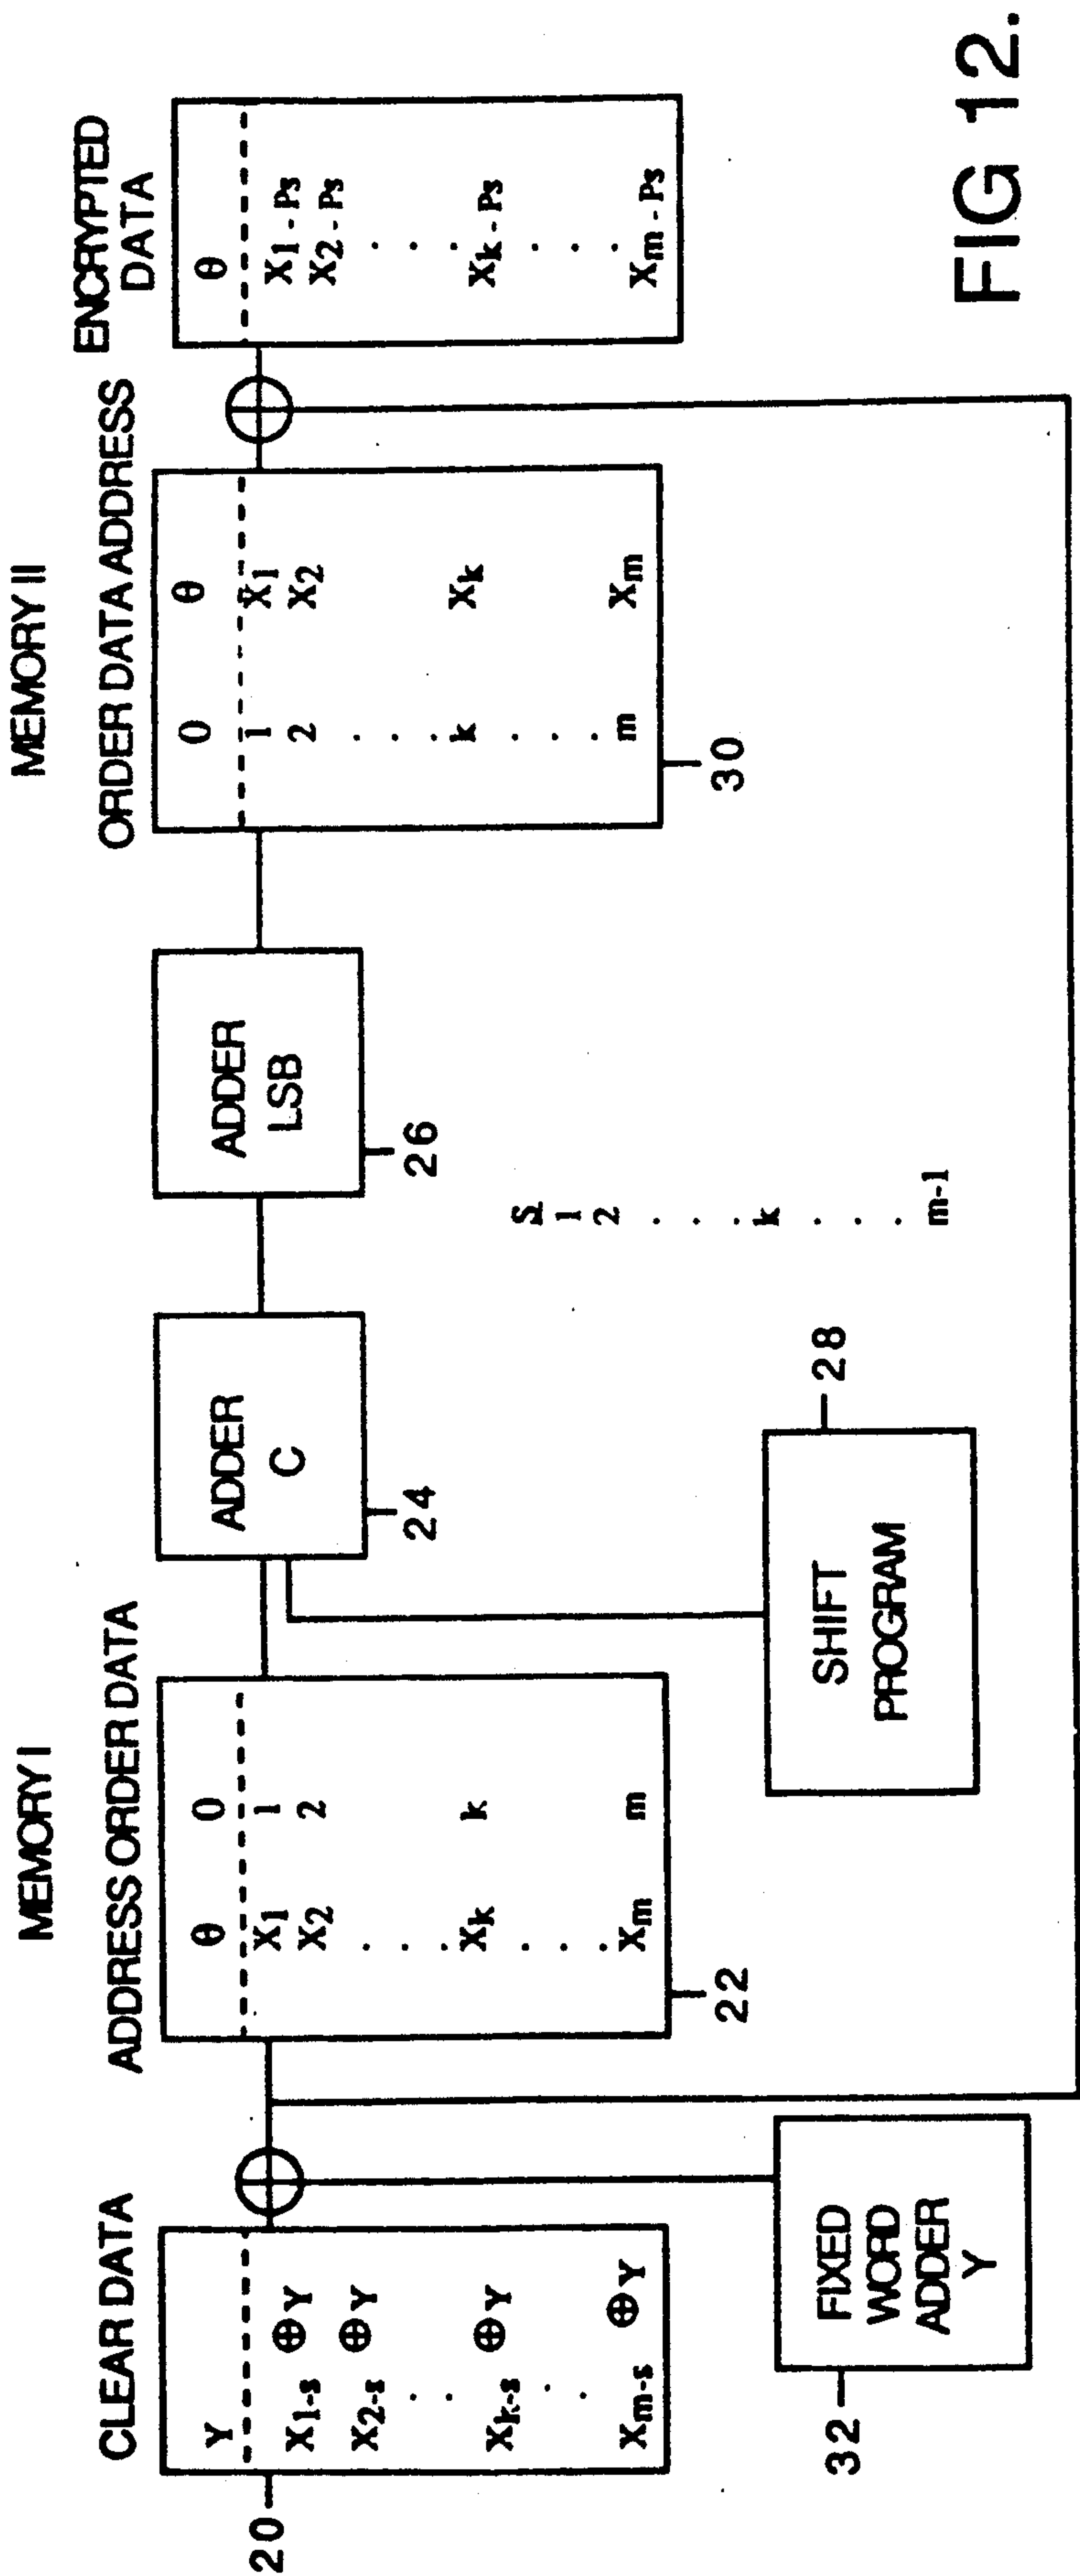 MEMORY I
MEMORY II
CLEAR DATA
ADDRESS ORDER DATA
ORDER DATA ADDRESS
ENCRYPTED
DATA
20
Y
X1-s ⊕ Y
X2-s ⊕ Y
. .
Xk-s ⊕ Y
. .
Xm-s ⊕ Y
32
FIXED
WORD
ADDER
Y
θ 0
X1 1
X2 2
. . .
Xk k
. . .
Xm m
22
ADDER
C
24
SHIFT
PROGRAM
28
ADDER
LSB
26
S
1
2
. . .
k
. . .
m-1
0 θ
1 X1
2 X2
. . .
k Xk
. . .
m Xm
30
θ
X1 - Ps
X2 - Ps
. . .
Xk - Ps
. . .
Xm - Ps
FIG 12.